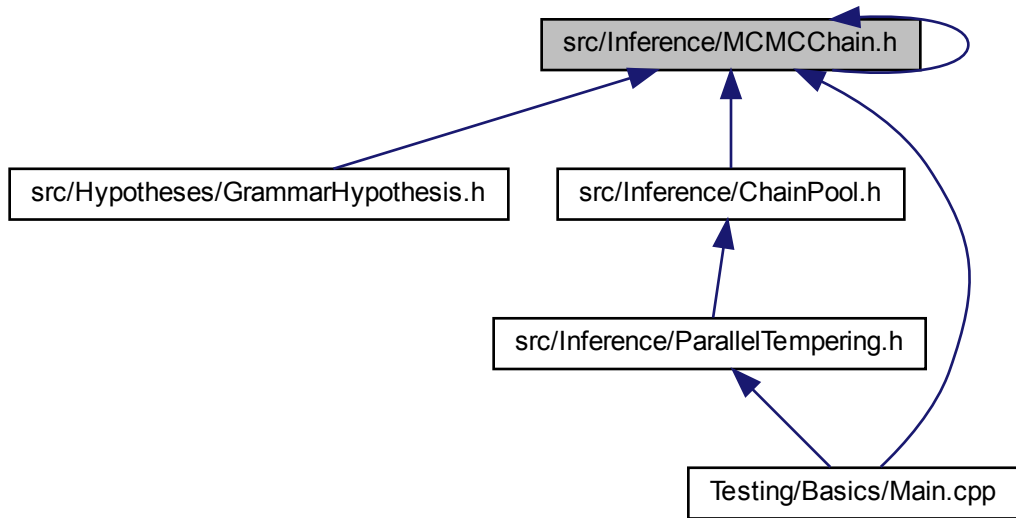 src/Inference/MCMCChain.h
src/Hypotheses/GrammarHypothesis.h
src/Inference/ChainPool.h
src/Inference/ParallelTempering.h
Testing/Basics/Main.cpp